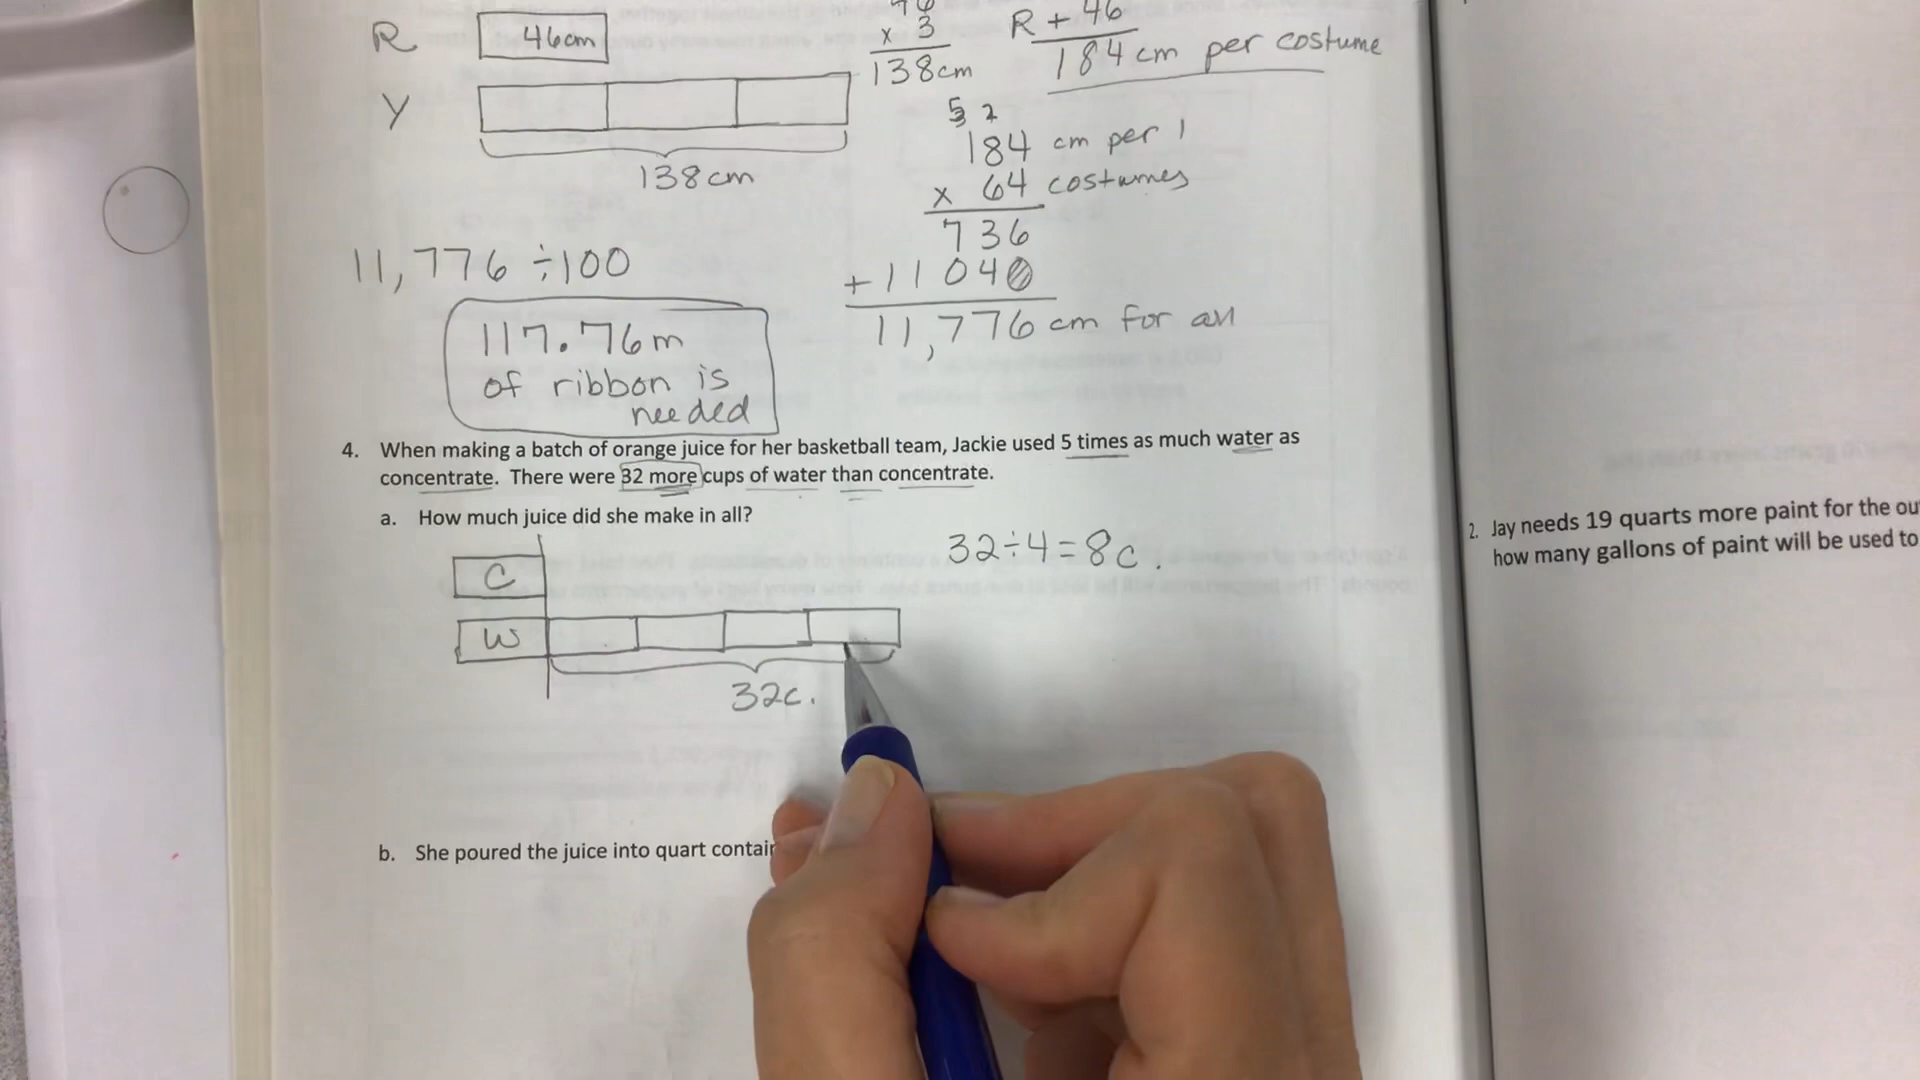 R 46cm
x 3
138cm
R + 46
184 cm per costume
Y
138cm
5 2
184 cm per 1
x 64 costumes
736
+11040
11,776 cm for all
11,776 ÷100
117.76m
of ribbon is
needed
4. When making a batch of orange juice for her basketball team, Jackie used 5 times as much water as
concentrate. There were 32 more cups of water than concentrate.
a. How much juice did she make in all?
C
W
32c.
32÷4=8c.
b. She poured the juice into quart
2. Jay needs 19 quarts more paint for the
how many gallons of paint will be used to